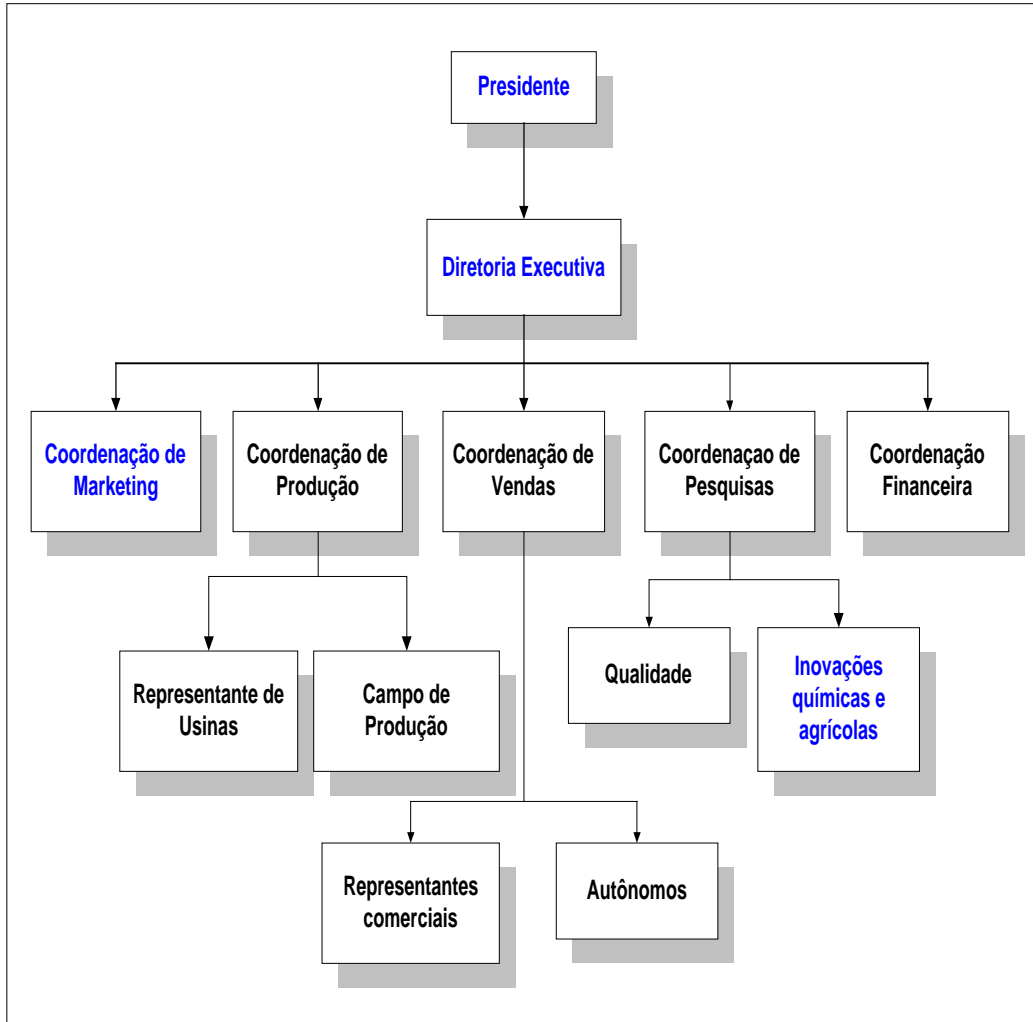 Presidente
Diretoria Executiva
Coordenação de
Marketing
Coordenação de
Produção
Coordenação de
Vendas
Coordenaçao de
Pesquisas
Coordenação
Financeira
Representante de
Usinas
Campo de
Produção
Qualidade
Inovações
químicas e
agrícolas
Representantes
comerciais
Autônomos